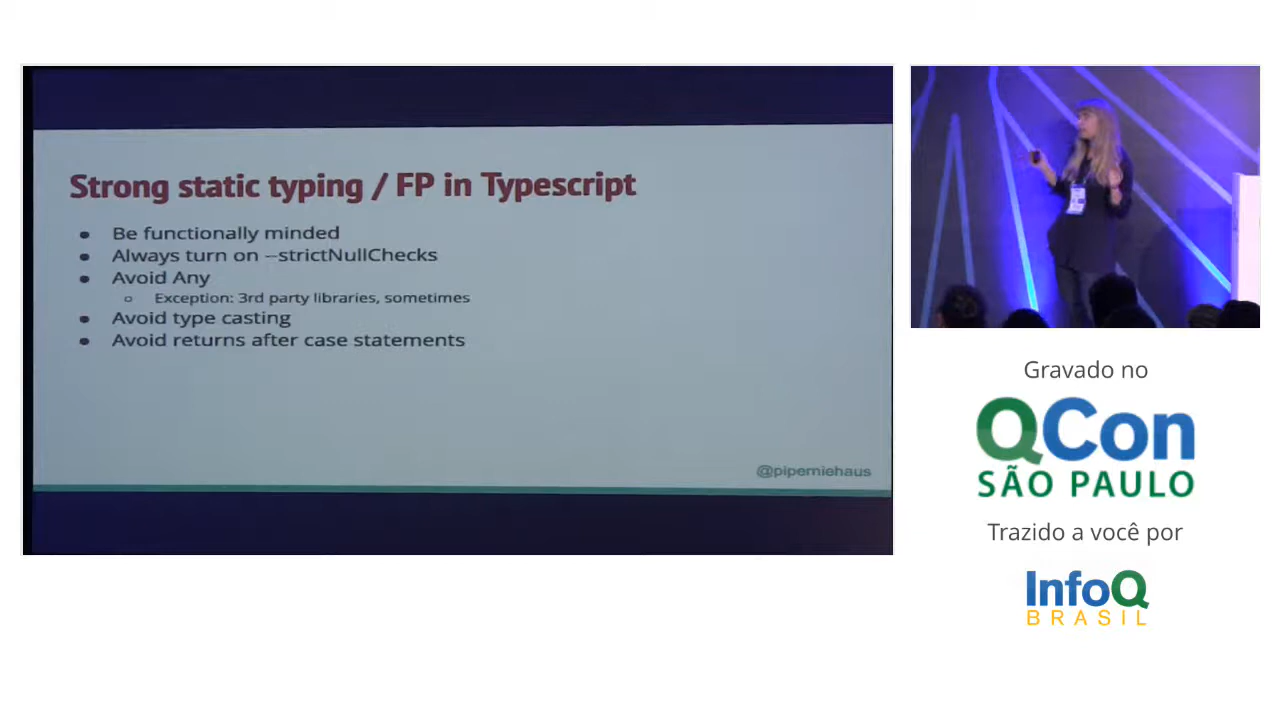 Strong static typing / FP in Typescript
● Be functionally minded
● Always turn on --strictNullChecks
● Avoid Any
○ Exception: 3rd party libraries, sometimes
● Avoid type casting
● Avoid returns after case statements
@piperniehaus
Gravado no
QCon
SÃO PAULO
Trazido a você por
InfoQ
BRASIL